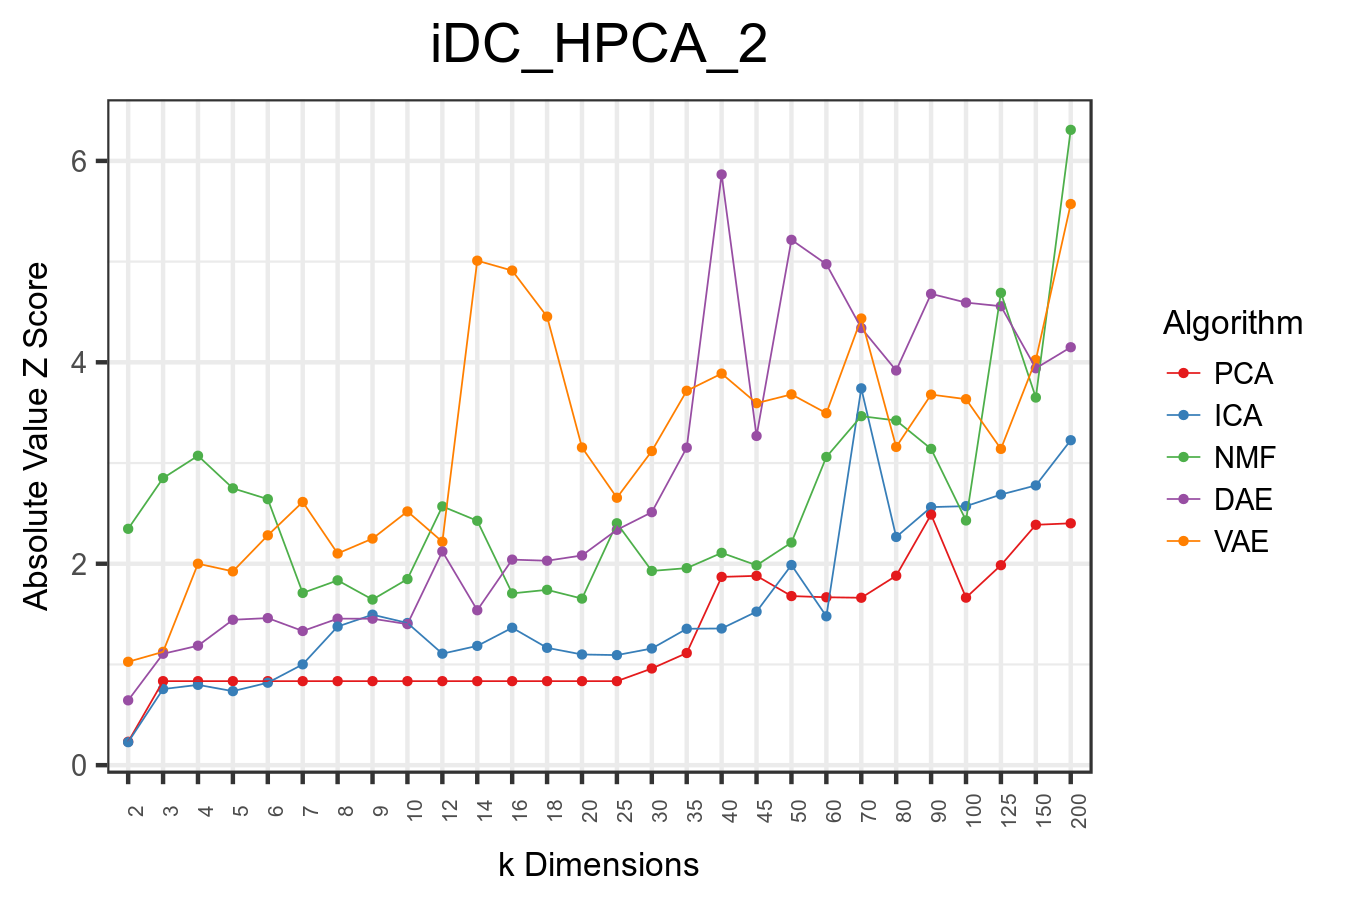 iDC_HPCA_2
Absolute Value Z Score
6
4
2
0
2 3 4 5 6 7 8 9 10 12 14 16 18 20 25 30 35 40 45 50 60 70 80 90 100 125 150 200
k Dimensions
Algorithm
PCA
ICA
NMF
DAE
VAE